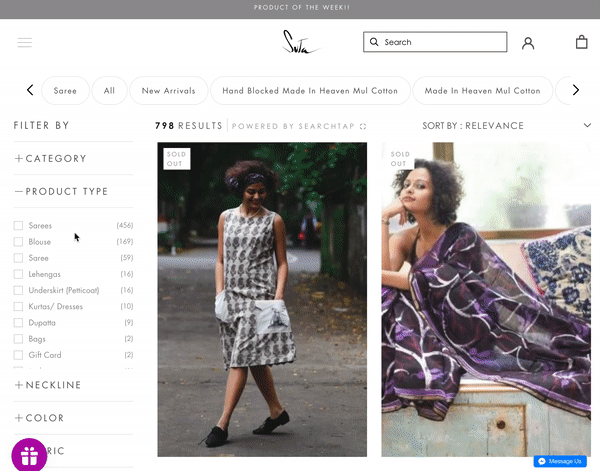 PRODUCT OF THE WEEK!!
Suta
Search
Saree
All
New Arrivals
Hand Blocked Made In Heaven Mul Cotton
Made In Heaven Mul Cotton
FILTER BY
798 RESULTS
POWERED BY SEARCHTAP
SORT BY : RELEVANCE
CATEGORY
PRODUCT TYPE
Sarees (456)
Blouse (169)
Saree (59)
Lehengas (16)
Underskirt (Petticoat) (16)
Kurtas/ Dresses (10)
Dupatta (9)
Bags (2)
Gift Card (2)
NECKLINE
COLOR
RIC
SOLD
OUT
SOLD
OUT
Message Us